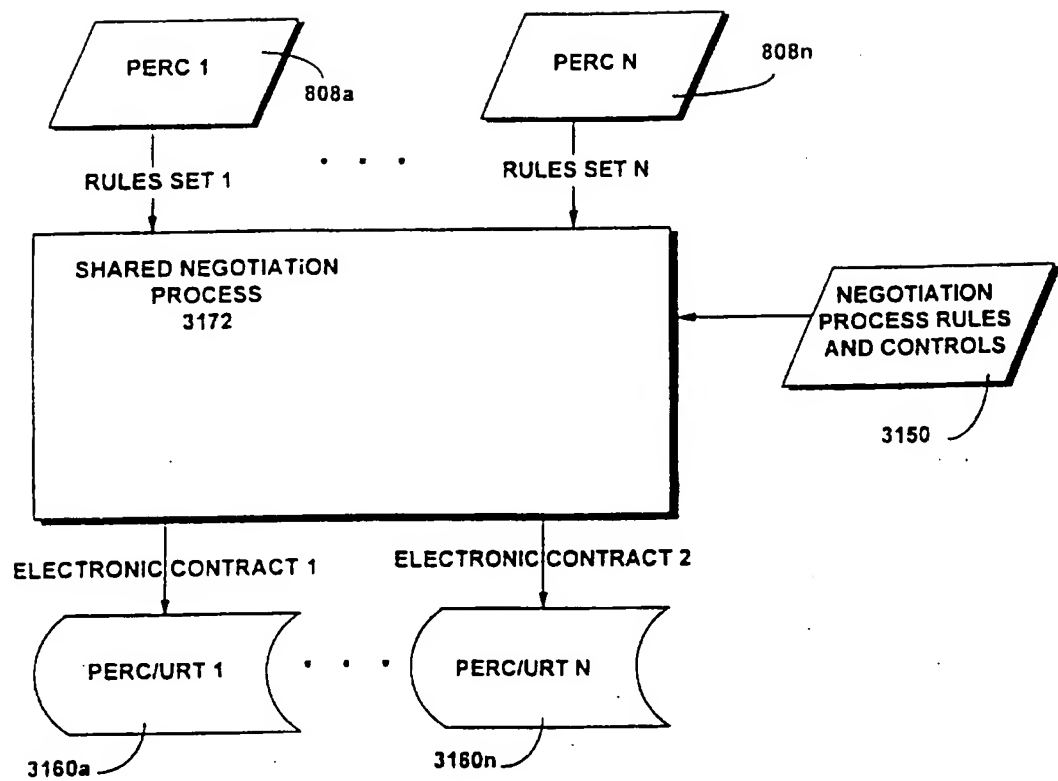 PERC 1
808a
PERC N
808n
RULES SET 1
RULES SET N
SHARED NEGOTIATiON
PROCESS
3172
NEGOTIATION
PROCESS RULES
AND CONTROLS
3150
ELECTRONIC CONTRACT 1
ELECTRONIC CONTRACT 2
PERC/URT 1
PERC/URT N
3160a
3160n